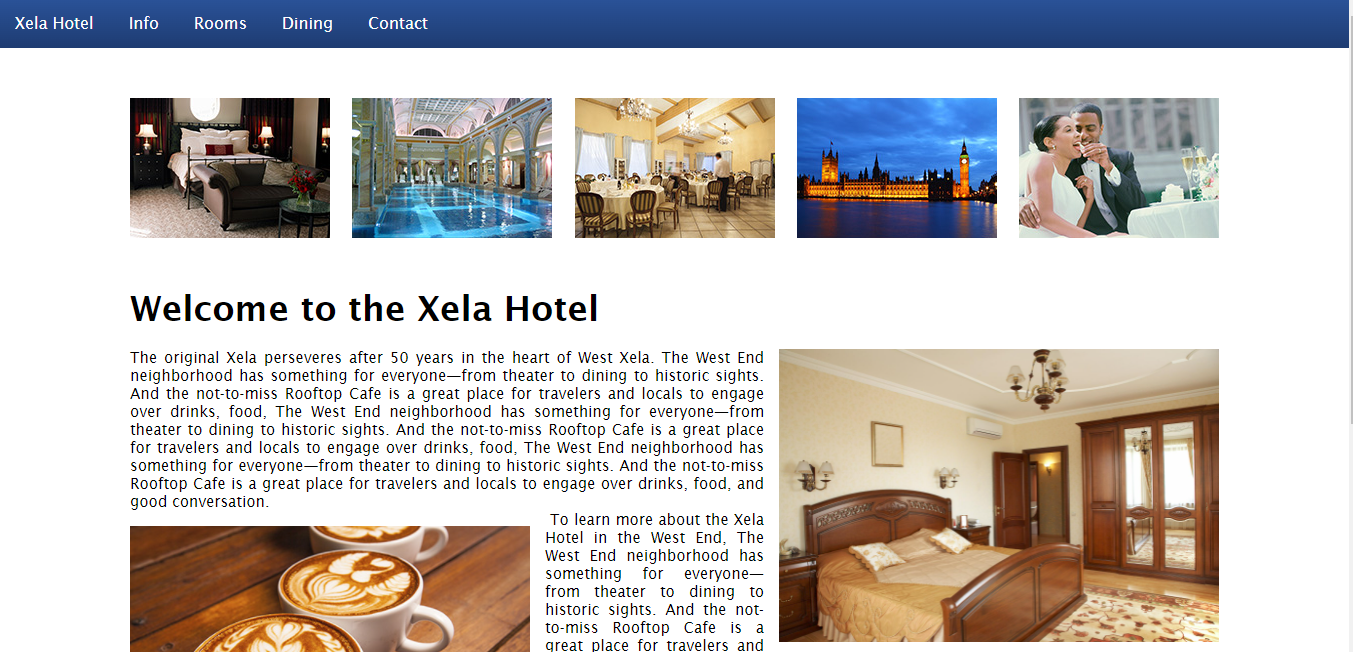 Xela Hotel Info Rooms Dining Contact
Welcome to the Xela Hotel
The original Xela perseveres after 50 years in the heart of West Xela. The West End
neighborhood has something for everyone—from theater to dining to historic sights.
And the not-to-miss Rooftop Cafe is a great place for travelers and locals to engage
over drinks, food, The West End neighborhood has something for everyone—from
theater to dining to historic sights. And the not-to-miss Rooftop Cafe is a great place
for travelers and locals to engage over drinks, food, The West End neighborhood has
something for everyone—from theater to dining to historic sights. And the not-to-miss
Rooftop Cafe is a great place for travelers and locals to engage over drinks, food, and
good conversation.
To learn more about the Xela
Hotel in the West End, The
West End neighborhood has
something for everyone—
from theater to dining to
historic sights. And the not-
to-miss Rooftop Cafe is a
great place for travelers and